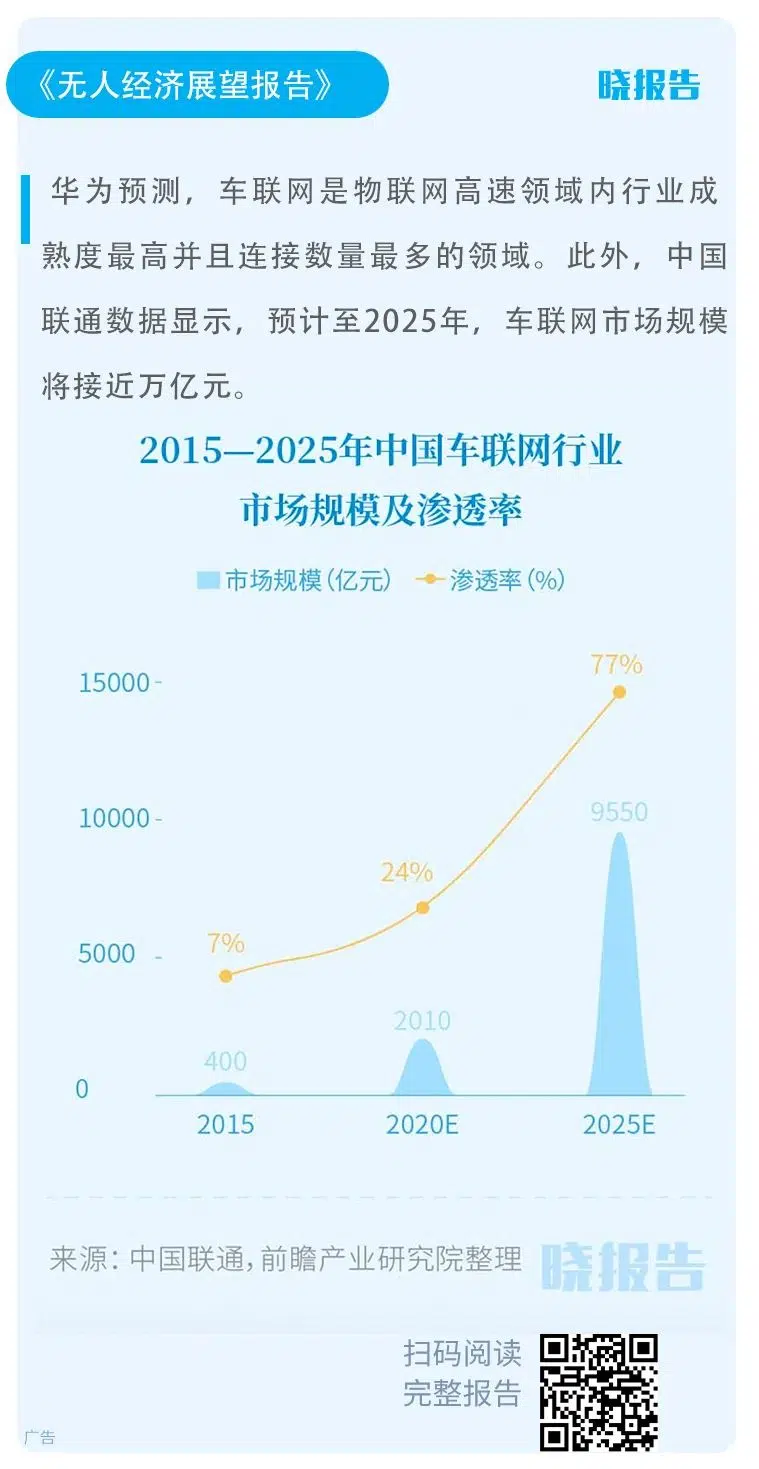 《无人经济展望报告》
晓报告
华为预测，车联网是物联网高速领域内行业成
熟度最高并且连接数量最多的领域。此外，中国
联通数据显示，预计至2025年，车联网市场规模
将接近万亿元。
2015—2025年中国车联网行业
市场规模及渗透率
市场规模(亿元) 渗透率(%)
15000
10000
5000
0
7%
24%
77%
400
2010
9550
2015 2020E 2025E
来源：中国联通，前瞻产业研究院整理
晓报告
扫码阅读
完整报告
广告